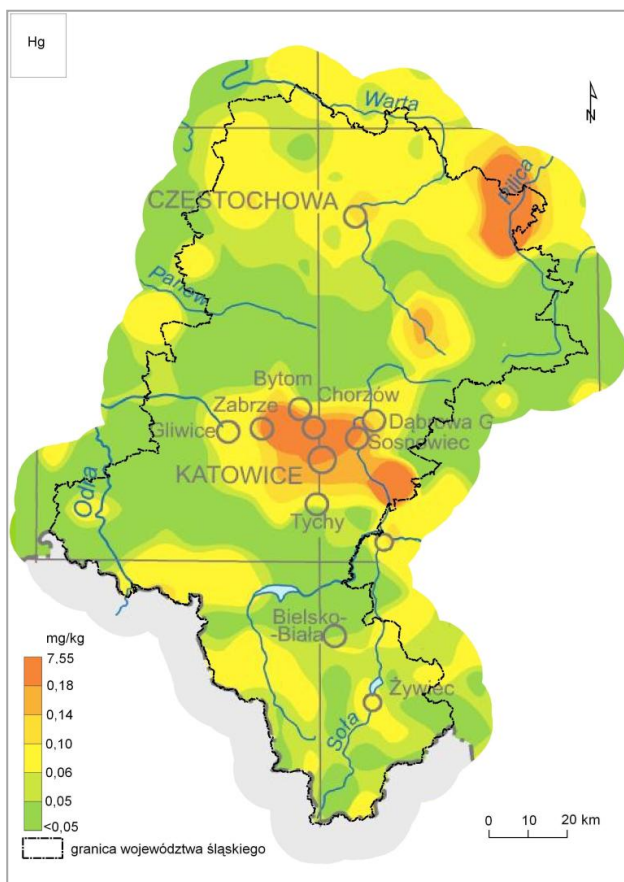 Hg
Warta
N
Pilica
CZĘSTOCHOWA
Panew
Bytom
Chorzów
Zabrze
Dąbrowa G
Gliwice
Sosnowiec
KATOWICE
Odra
Tychy
Bielsko-
-Biała
Żywiec
Soła
mg/kg
7,55
0,18
0,14
0,10
0,06
0,05
<0,05
granica województwa śląskiego
0 10 20 km